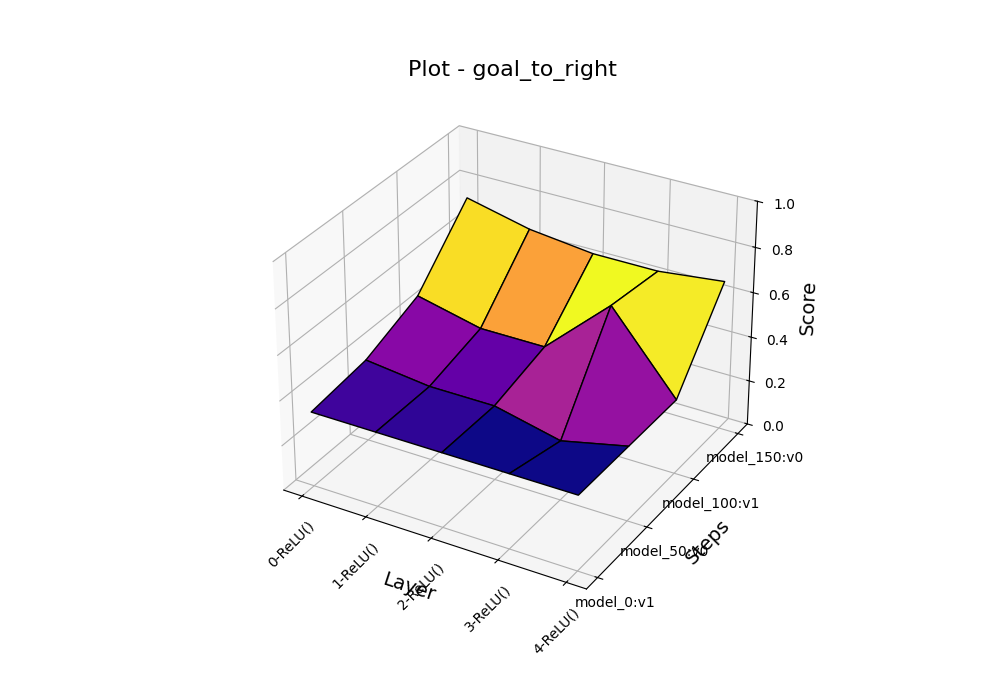 Plot - goal_to_right
1.0
0.8
0.6
0.4
0.2
0.0
Score
model_150:v0
model_100:v1
model_50:v0
model_0:v1
Steps
0-ReLU()
1-ReLU()
2-ReLU()
3-ReLU()
4-ReLU()
Layer